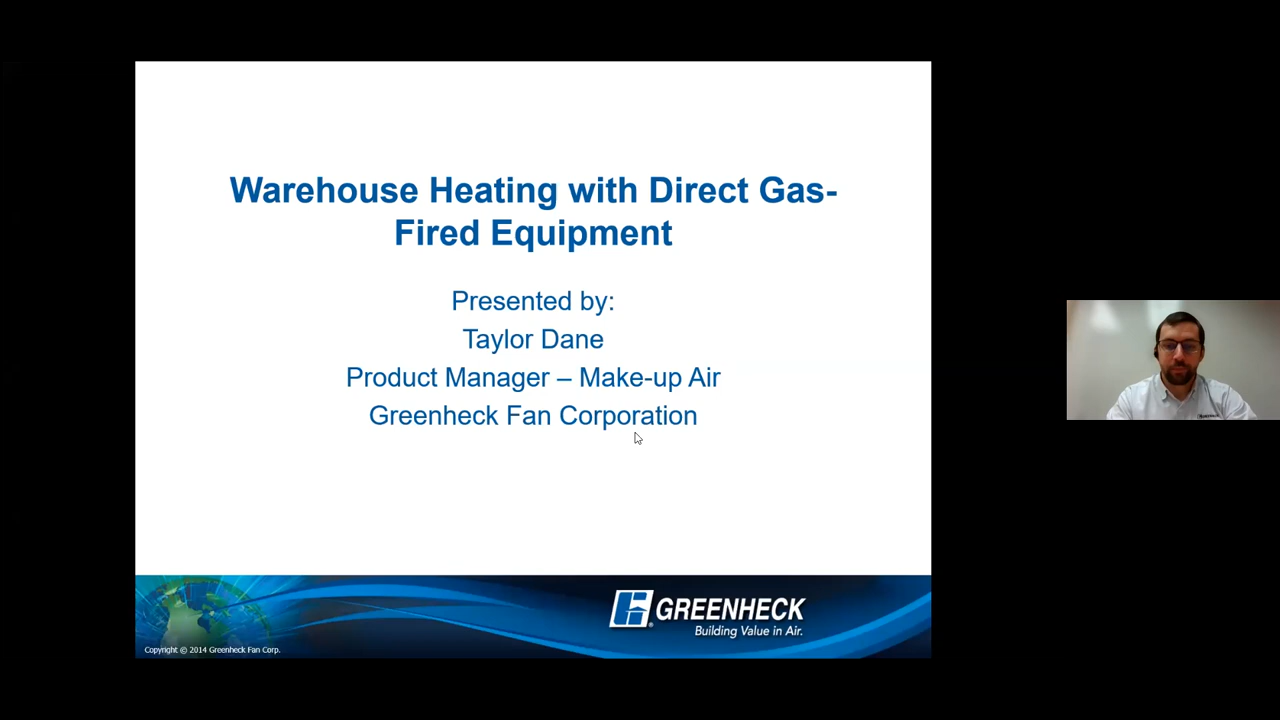 Warehouse Heating with Direct Gas-
Fired Equipment
Presented by:
Taylor Dane
Product Manager – Make-up Air
Greenheck Fan Corporation
GREENHECK
Building Value in Air.
Copyright © 2014 Greenheck Fan Corp.